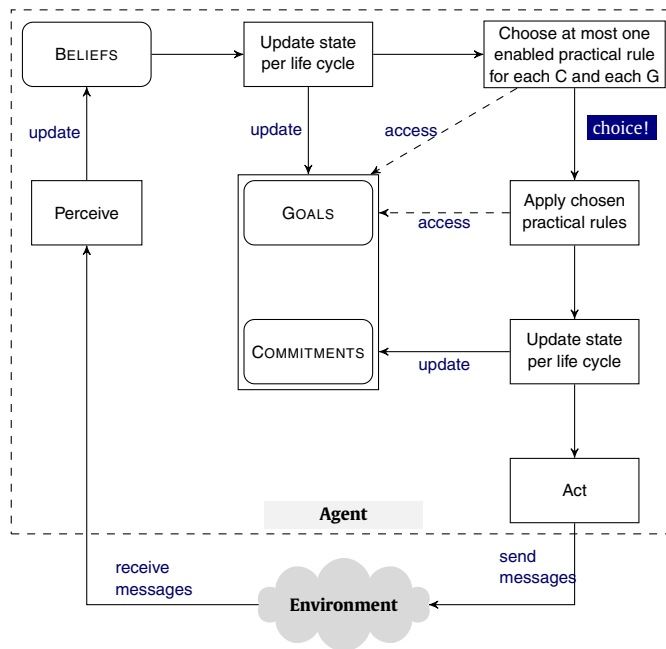 BELIEFS
Update state
per life cycle
Choose at most one
enabled practical rule
for each C and each G
update
update
access
choice!
Perceive
GOALS
access
Apply chosen
practical rules
COMMITMENTS
update
Update state
per life cycle
Act
Agent
receive
messages
Environment
send
messages